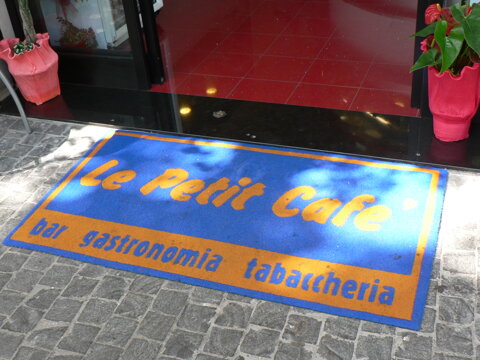 Le Petit Cafe'
bar gastronomia tabaccheria